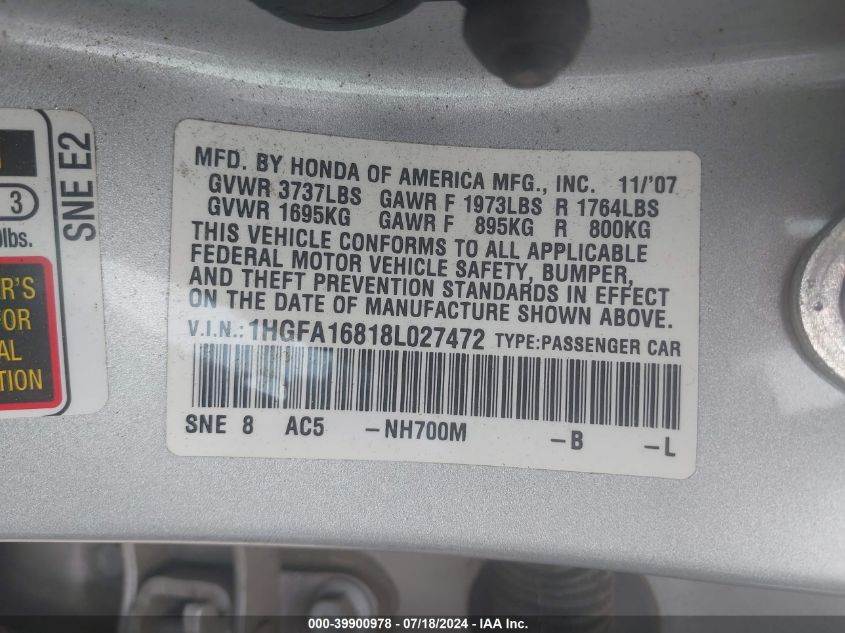 MFD. BY HONDA OF AMERICA MFG., INC. 11/'07
GVWR 3737LBS GAWR F 1973LBS R 1764LBS
GVWR 1695KG GAWR F 895KG R 800KG
THIS VEHICLE CONFORMS TO ALL APPLICABLE
FEDERAL MOTOR VEHICLE SAFETY, BUMPER,
AND THEFT PREVENTION STANDARDS IN EFFECT
ON THE DATE OF MANUFACTURE SHOWN ABOVE.
V.I.N.: 1HGFA16818L027472 TYPE:PASSENGER CAR
SNE 8 AC5 -NH700M -B -L
SNE E2
3
lbs.
FOR
000-39900978 - 07/18/2024 - IAA Inc.